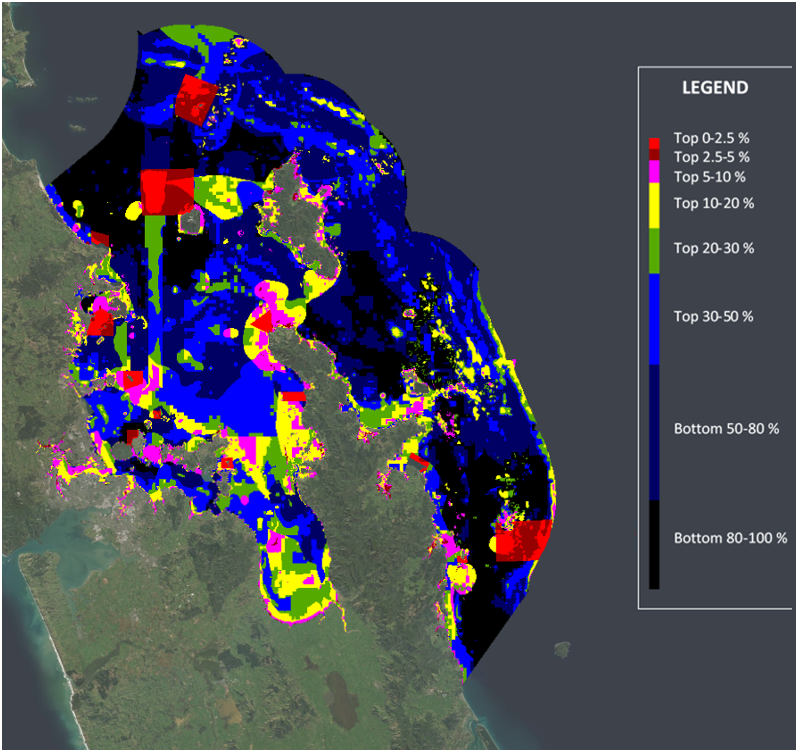 LEGEND
Top 0-2.5 %
Top 2.5-5 %
Top 5-10 %
Top 10-20 %
Top 20-30 %
Top 30-50 %
Bottom 50-80 %
Bottom 80-100 %